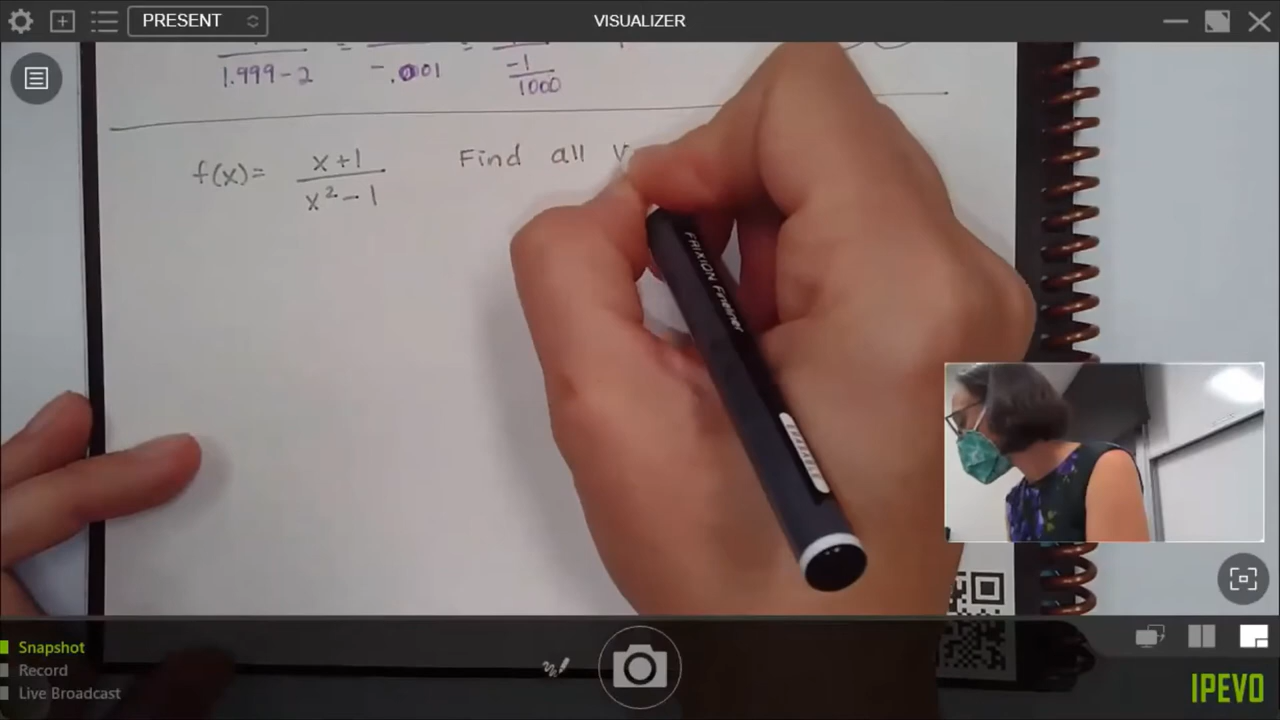 PRESENT
VISUALIZER
1.999-2 = -.001 = -1/1000
f(x)= x+1 / x²-1 Find all V
FRIXION Fineliner
ERASABLE
Snapshot
Record
Live Broadcast
IPEVO